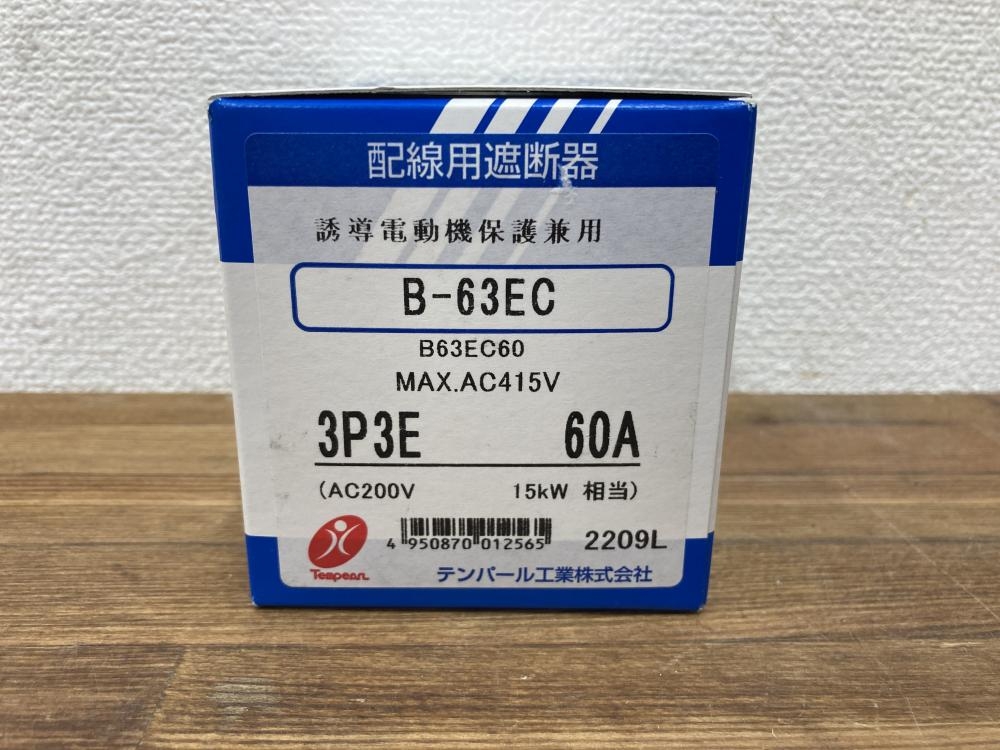 配線用遮断器
誘導電動機保護兼用
B-63EC
B63EC60
MAX.AC415V
3P3E 60A
(AC200V 15kW 相当)
4 950870 012565 2209L
Tempearl テンパール工業株式会社